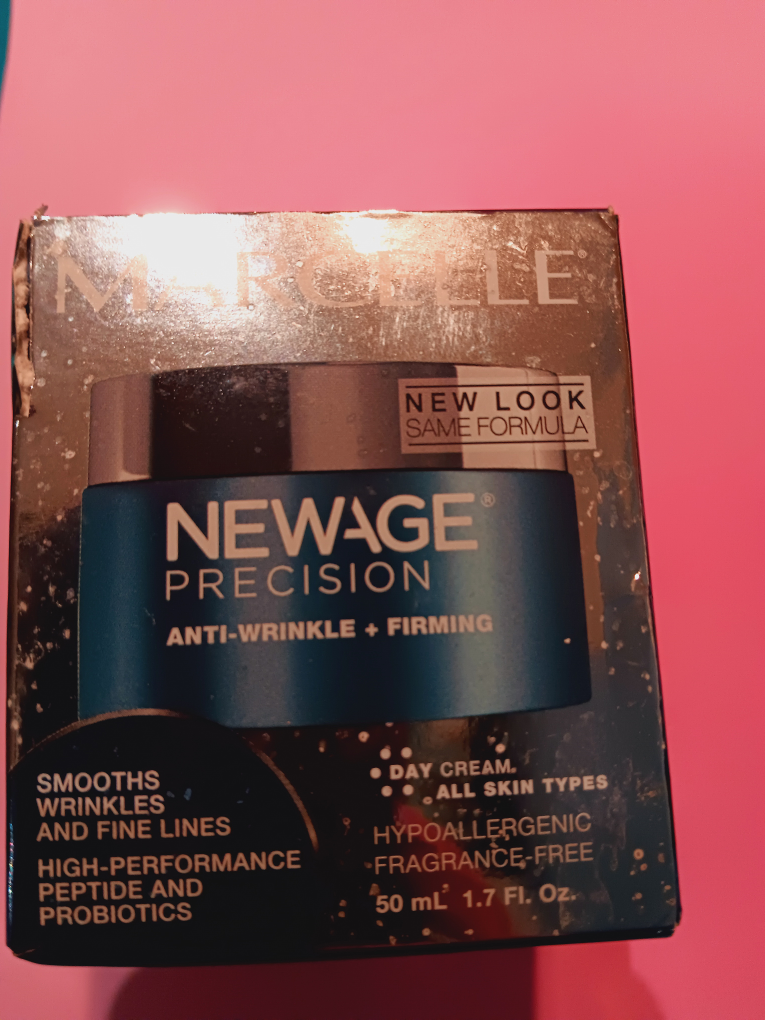 MARCELLE
NEW LOOK
SAME FORMULA
NEWAGE®
PRECISION
ANTI-WRINKLE + FIRMING
SMOOTHS
WRINKLES
AND FINE LINES
HIGH-PERFORMANCE
PEPTIDE AND
PROBIOTICS
DAY CREAM.
ALL SKIN TYPES
HYPOALLERGENIC
FRAGRANCE-FREE
50 mL 1.7 Fl. Oz.